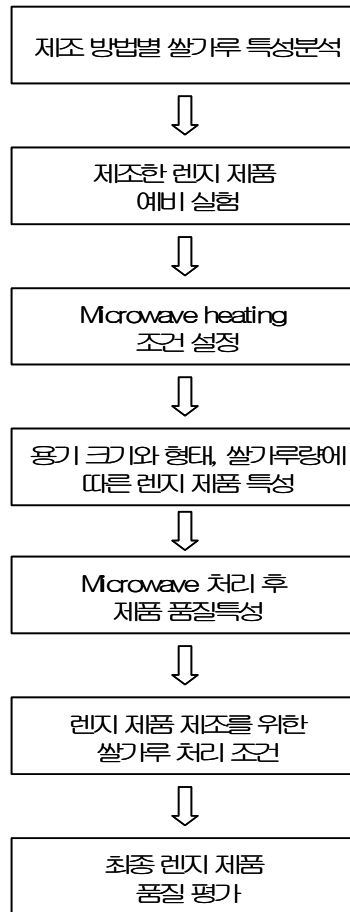 제조 방법별 쌀가루 특성분석
제조한 렌지 제품
예비 실험
Microwave heating
조건 설정
용기 크기와 형태, 쌀가루량에
따른 렌지 제품 특성
Microwave 처리 후
제품 품질특성
렌지 제품 제조를 위한
쌀가루 처리 조건
최종 렌지 제품
품질 평가